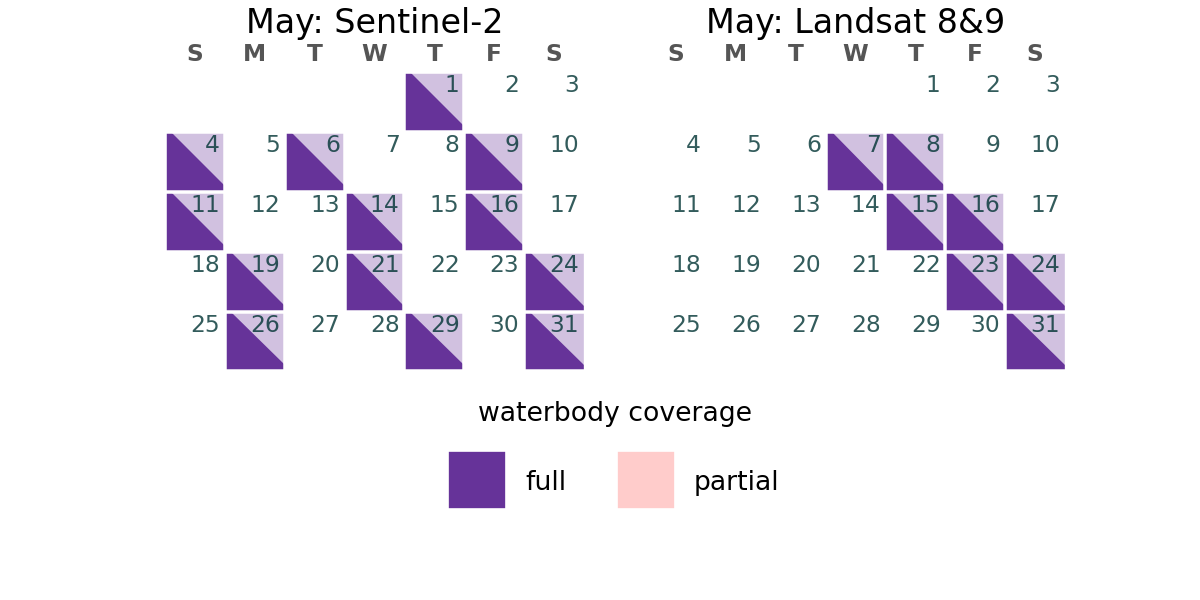 May: Sentinel-2
S M T W T F S
1 2 3
4 5 6 7 8 9 10
11 12 13 14 15 16 17
18 19 20 21 22 23 24
25 26 27 28 29 30 31
May: Landsat 8&9
S M T W T F S
1 2 3
4 5 6 7 8 9 10
11 12 13 14 15 16 17
18 19 20 21 22 23 24
25 26 27 28 29 30 31
waterbody coverage
full
partial